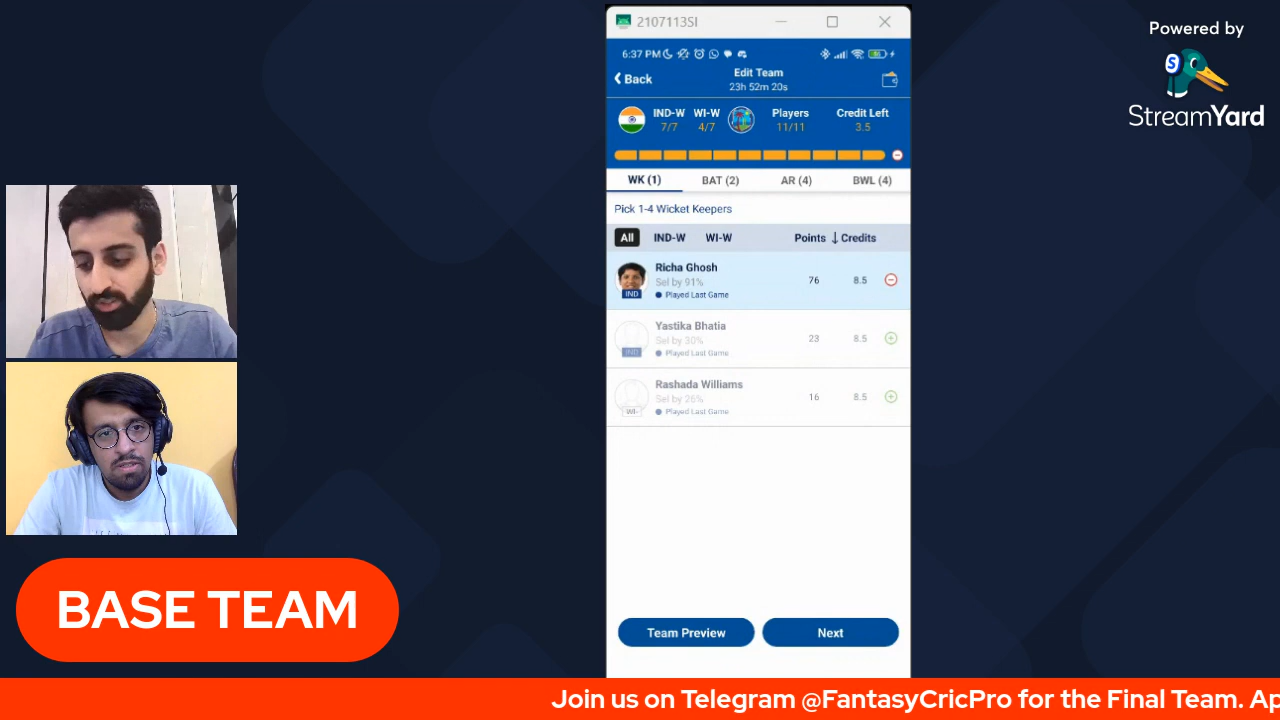 2107113SI
Powered by
StreamYard
6:37 PM
Back
Edit Team
23h 52m 20s
IND-W
7/7
WI-W
4/7
Players
11/11
Credit Left
3.5
WK (1)
BAT (2)
AR (4)
BWL (4)
Pick 1-4 Wicket Keepers
All
IND-W
WI-W
Points
Credits
Richa Ghosh
Sel by 91%
Played Last Game
IND
76
8.5
Yastika Bhatia
Sel by 30%
Played Last Game
IND
23
8.5
Rashada Williams
Sel by 26%
Played Last Game
WI-
16
8.5
Team Preview
Next
BASE TEAM
Join us on Telegram @FantasyCricPro for the Final Team. Ap